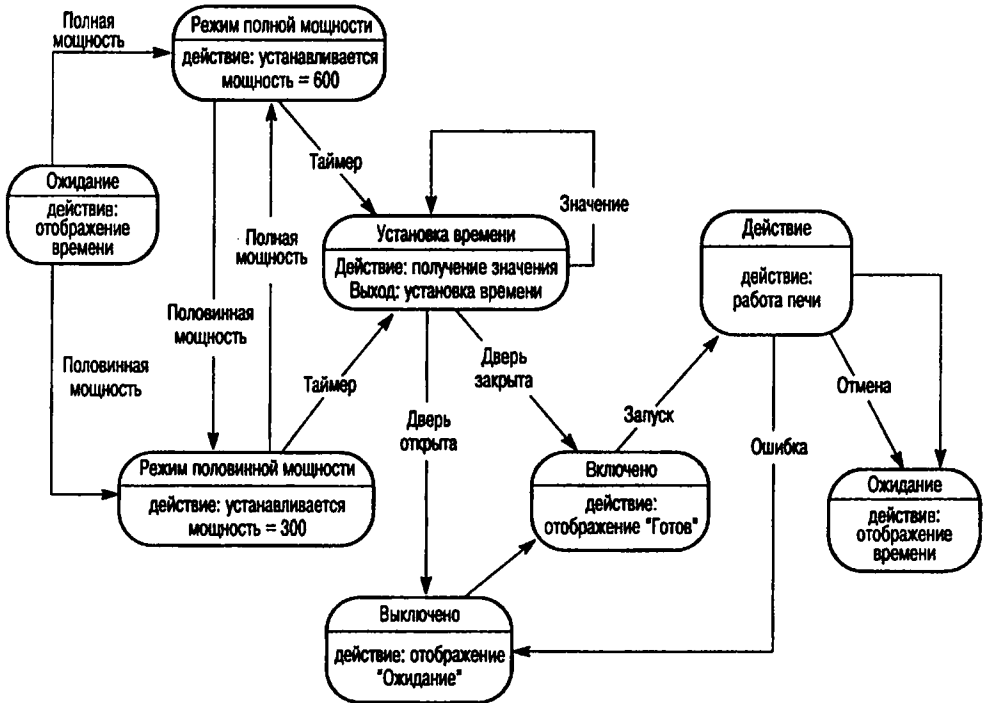 Полная
мощность
Режим полной мощности
действие: устанавливается
мощность = 600
Ожидание
действив:
отображение
времени
Таймер
Значение
Полная
мощность
Установка времени
Действие: получение значения
Выход: установка времени
Действие
действие:
работа печи
Половинная
мощность
Половинная
мощность
Таймер
Дверь
закрыта
Дверь
открыта
Запуск
Отмена
Ошибка
Режим половинной мощности
действие: устанавливается
мощность = 300
Включено
действие:
отображение "Готов"
Ожидание
действив:
отображение
времени
Выключено
действие: отображение
"Ожидание"